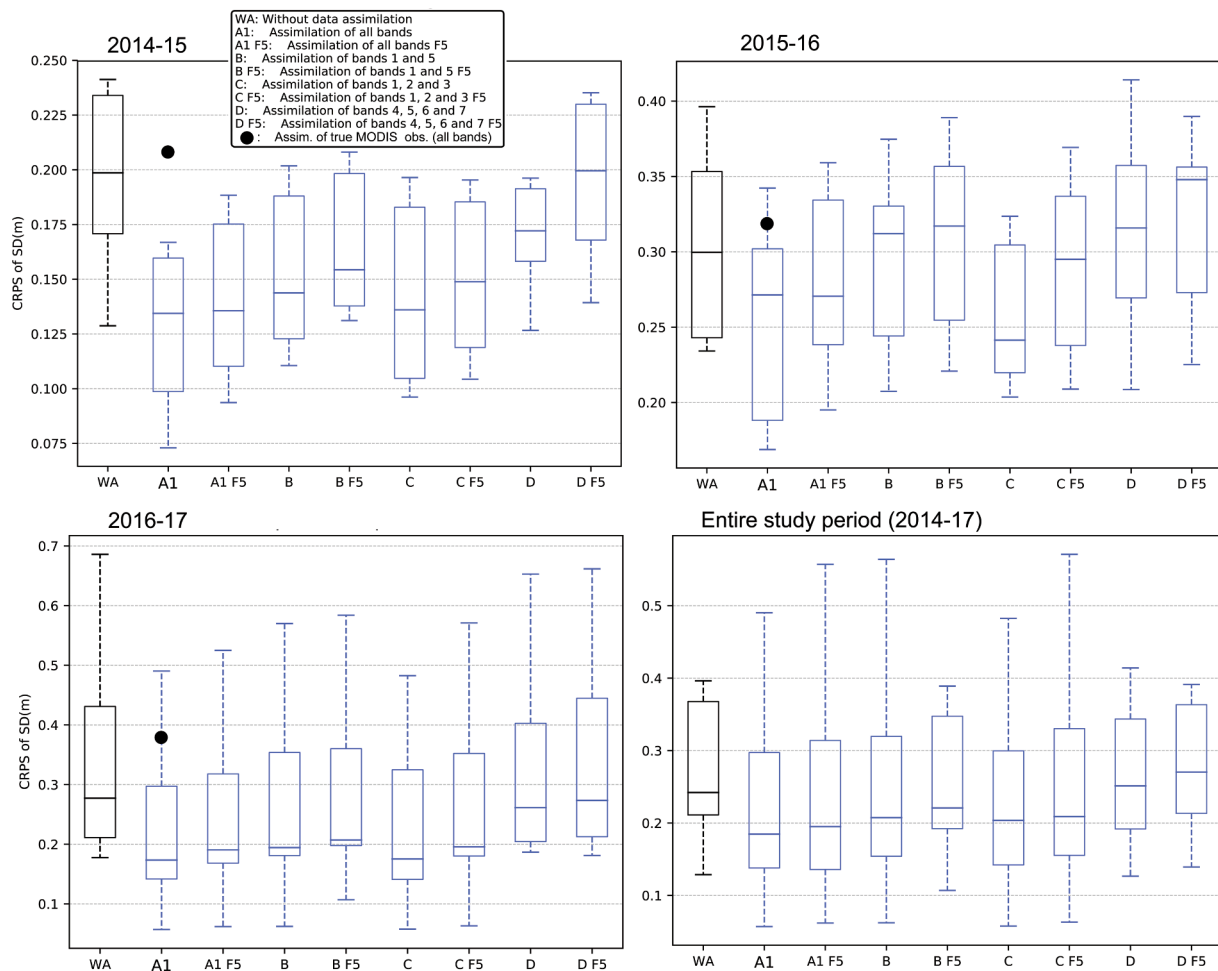 2014-15
WA: Without data assimilation
A1: Assimilation of all bands
A1 F5: Assimilation of all bands F5
B: Assimilation of bands 1 and 5
B F5: Assimilation of bands 1 and 5 F5
C: Assimilation of bands 1, 2 and 3
C F5: Assimilation of bands 1, 2 and 3 F5
D: Assimilation of bands 4, 5, 6 and 7
D F5: Assimilation of bands 4, 5, 6 and 7 F5
: Assim. of true MODIS obs. (all bands)
CRPS of SD(m)
0.250
0.225
0.200
0.175
0.150
0.125
0.100
0.075
WA A1 A1 F5 B B F5 C C F5 D D F5
2015-16
0.40
0.35
0.30
0.25
0.20
WA A1 A1 F5 B B F5 C C F5 D D F5
2016-17
CRPS of SD(m)
0.7
0.6
0.5
0.4
0.3
0.2
0.1
WA A1 A1 F5 B B F5 C C F5 D D F5
Entire study period (2014-17)
0.5
0.4
0.3
0.2
0.1
WA A1 A1 F5 B B F5 C C F5 D D F5